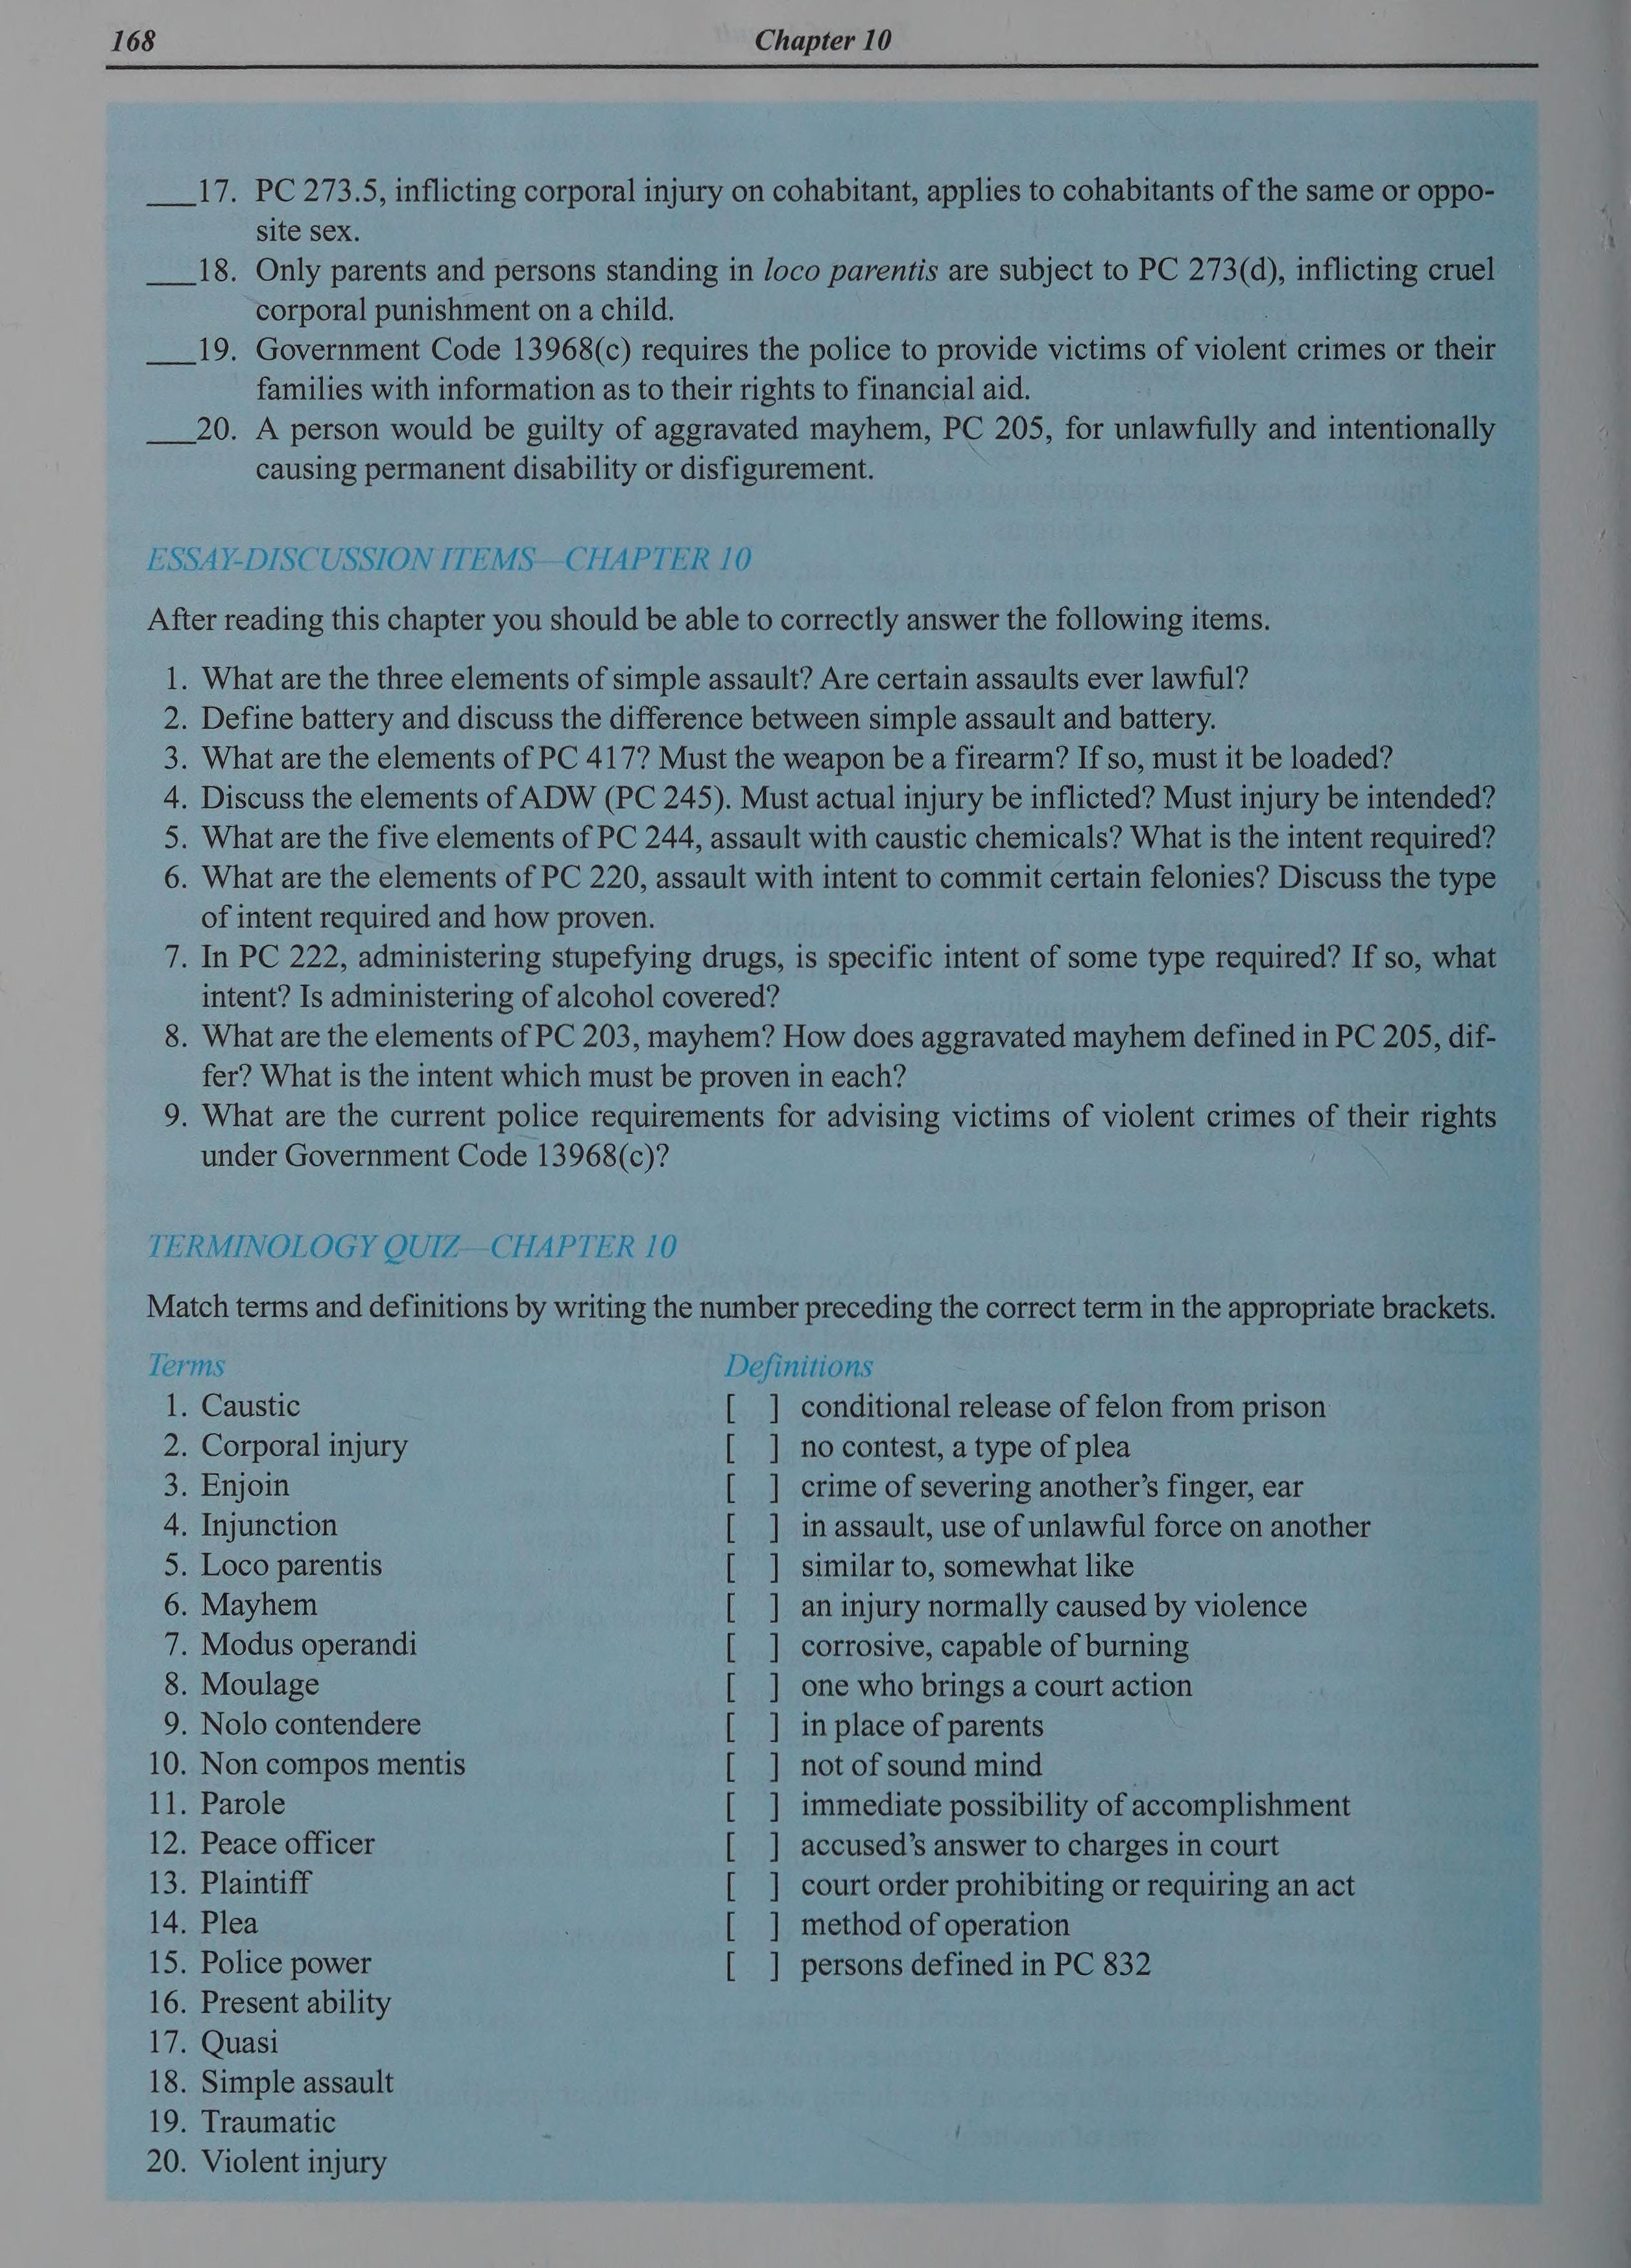 168
Chapter 10
___17. PC 273.5, inflicting corporal injury on cohabitant, applies to cohabitants of the same or oppo-
site sex.
___18. Only parents and persons standing in loco parentis are subject to PC 273(d), inflicting cruel
corporal punishment on a child.
___19. Government Code 13968(c) requires the police to provide victims of violent crimes or their
families with information as to their rights to financial aid.
___20. A person would be guilty of aggravated mayhem, PC 205, for unlawfully and intentionally
causing permanent disability or disfigurement.
ESSAY-DISCUSSION ITEMS—CHAPTER 10
After reading this chapter you should be able to correctly answer the following items.
1. What are the three elements of simple assault? Are certain assaults ever lawful?
2. Define battery and discuss the difference between simple assault and battery.
3. What are the elements of PC 417? Must the weapon be a firearm? If so, must it be loaded?
4. Discuss the elements of ADW (PC 245). Must actual injury be inflicted? Must injury be intended?
5. What are the five elements of PC 244, assault with caustic chemicals? What is the intent required?
6. What are the elements of PC 220, assault with intent to commit certain felonies? Discuss the type
of intent required and how proven.
7. In PC 222, administering stupefying drugs, is specific intent of some type required? If so, what
intent? Is administering of alcohol covered?
8. What are the elements of PC 203, mayhem? How does aggravated mayhem defined in PC 205, dif-
fer? What is the intent which must be proven in each?
9. What are the current police requirements for advising victims of violent crimes of their rights
under Government Code 13968(c)?
TERMINOLOGY QUIZ—CHAPTER 10
Match terms and definitions by writing the number preceding the correct term in the appropriate brackets.
Terms
1. Caustic
2. Corporal injury
3. Enjoin
4. Injunction
5. Loco parentis
6. Mayhem
7. Modus operandi
8. Moulage
9. Nolo contendere
10. Non compos mentis
11. Parole
12. Peace officer
13. Plaintiff
14. Plea
15. Police power
16. Present ability
17. Quasi
18. Simple assault
19. Traumatic
20. Violent injury
Definitions
[ ] conditional release of felon from prison
[ ] no contest, a type of plea
[ ] crime of severing another's finger, ear
[ ] in assault, use of unlawful force on another
[ ] similar to, somewhat like
[ ] an injury normally caused by violence
[ ] corrosive, capable of burning
[ ] one who brings a court action
[ ] in place of parents
[ ] not of sound mind
[ ] immediate possibility of accomplishment
[ ] accused's answer to charges in court
[ ] court order prohibiting or requiring an act
[ ] method of operation
[ ] persons defined in PC 832